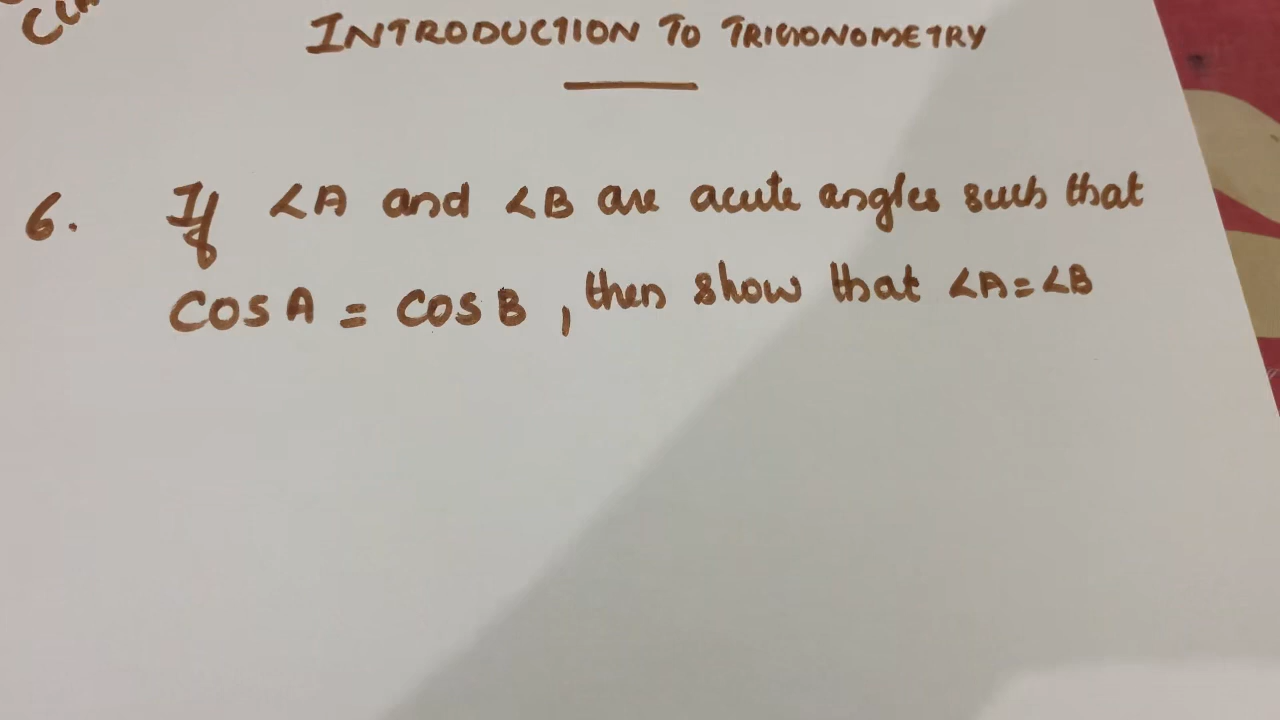 INTRODUCTION TO TRIGONOMETRY
6. If ∠A and ∠B are acute angles such that
COS A = COS B, then show that ∠A = ∠B